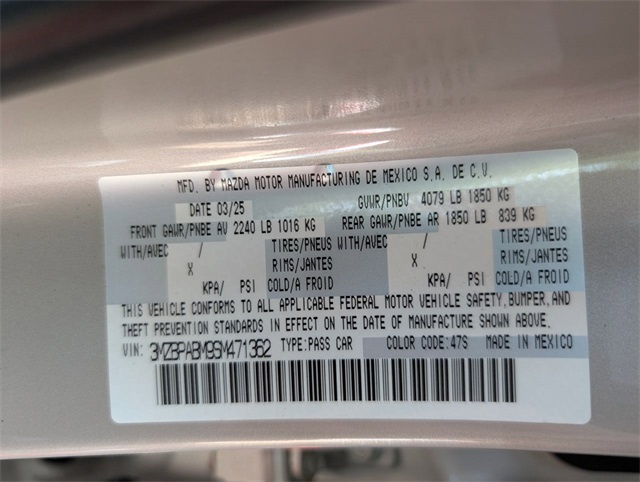 MFD. BY MAZDA MOTOR MANUFACTURING DE MEXICO S.A. DE C.V.
DATE 03/25 GVWR/PNBV 4079 LB 1850 KG
FRONT GAWR/PNBE AV 2240 LB 1016 KG REAR GAWR/PNBE AR 1850 LB 839 KG
WITH/AVEC / TIRES/PNEUS WITH/AVEC / TIRES/PNEUS
X RIMS/JANTES X RIMS/JANTES
KPA/ PSI COLD/A FROID KPA/ PSI COLD/A FROID
THIS VEHICLE CONFORMS TO ALL APPLICABLE FEDERAL MOTOR VEHICLE SAFETY, BUMPER, AND
THEFT PREVENTION STANDARDS IN EFFECT ON THE DATE OF MANUFACTURE SHOWN ABOVE.
VIN: 3MZBPABM9SM471362 TYPE:PASS CAR COLOR CODE:47S MADE IN MEXICO